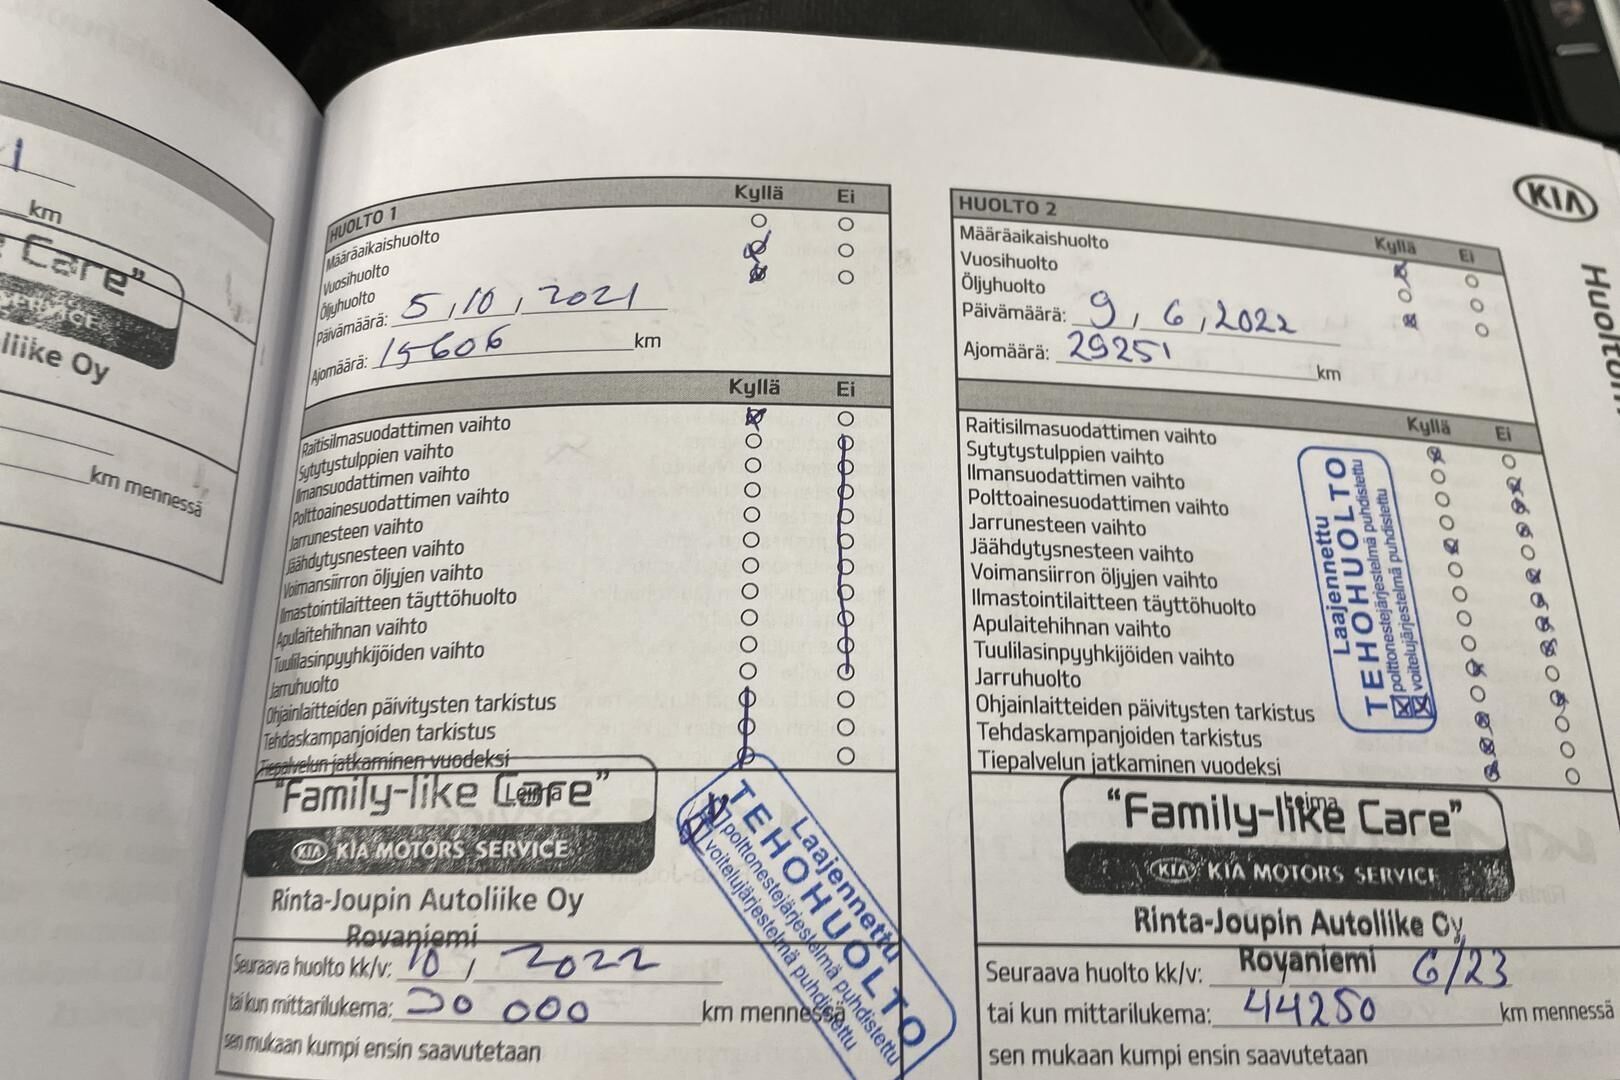 km
Care”
SERVICE
liike Oy
km mennessä
HUOLTO 1 Kyllä Ei
Määräaikaishuolto
Vuosihuolto
Öljyhuolto
Päivämäärä: 5, 10, 2021
Ajomäärä: 15606 km
Kyllä Ei
Raitisilmasuodattimen vaihto
Sytytystulppien vaihto
Ilmansuodattimen vaihto
Polttoainesuodattimen vaihto
Jarrunesteen vaihto
Jäähdytysnesteen vaihto
Voimansiirron öljyjen vaihto
Ilmastointilaitteen täyttöhuolto
Apulaitehihnan vaihto
Tuulilasinpyyhkijöiden vaihto
Jarruhuolto
Ohjainlaitteiden päivitysten tarkistus
Tehdaskampanjoiden tarkistus
Tiepalvelun jatkaminen vuodeksi
Leima
“Family-like Care”
KIA KIA MOTORS SERVICE
Rinta-Joupin Autoliike Oy
Rovaniemi
Laajennettu
TEHOHUOLTO
polttonestejärjestelmä puhdistettu
voitelujärjestelmä puhdistettu
Seuraava huolto kk/v: 10 / 2022
tai kun mittarilukema: 30 000 km mennessä
sen mukaan kumpi ensin saavutetaan
KIA
HUOLTO 2 Kyllä Ei
Määräaikaishuolto
Vuosihuolto
Öljyhuolto
Päivämäärä: 9, 6, 2022
Ajomäärä: 29251 km
Kyllä Ei
Raitisilmasuodattimen vaihto
Sytytystulppien vaihto
Ilmansuodattimen vaihto
Polttoainesuodattimen vaihto
Jarrunesteen vaihto
Jäähdytysnesteen vaihto
Voimansiirron öljyjen vaihto
Ilmastointilaitteen täyttöhuolto
Apulaitehihnan vaihto
Tuulilasinpyyhkijöiden vaihto
Jarruhuolto
Ohjainlaitteiden päivitysten tarkistus
Tehdaskampanjoiden tarkistus
Tiepalvelun jatkaminen vuodeksi
Laajennettu
TEHOHUOLTO
polttonestejärjestelmä puhdistettu
voitelujärjestelmä puhdistettu
Leima
“Family-like Care”
KIA KIA MOTORS SERVICE
Rinta-Joupin Autoliike Oy
Rovaniemi
Seuraava huolto kk/v: 6/23
tai kun mittarilukema: 44250 km mennessä
sen mukaan kumpi ensin saavutetaan